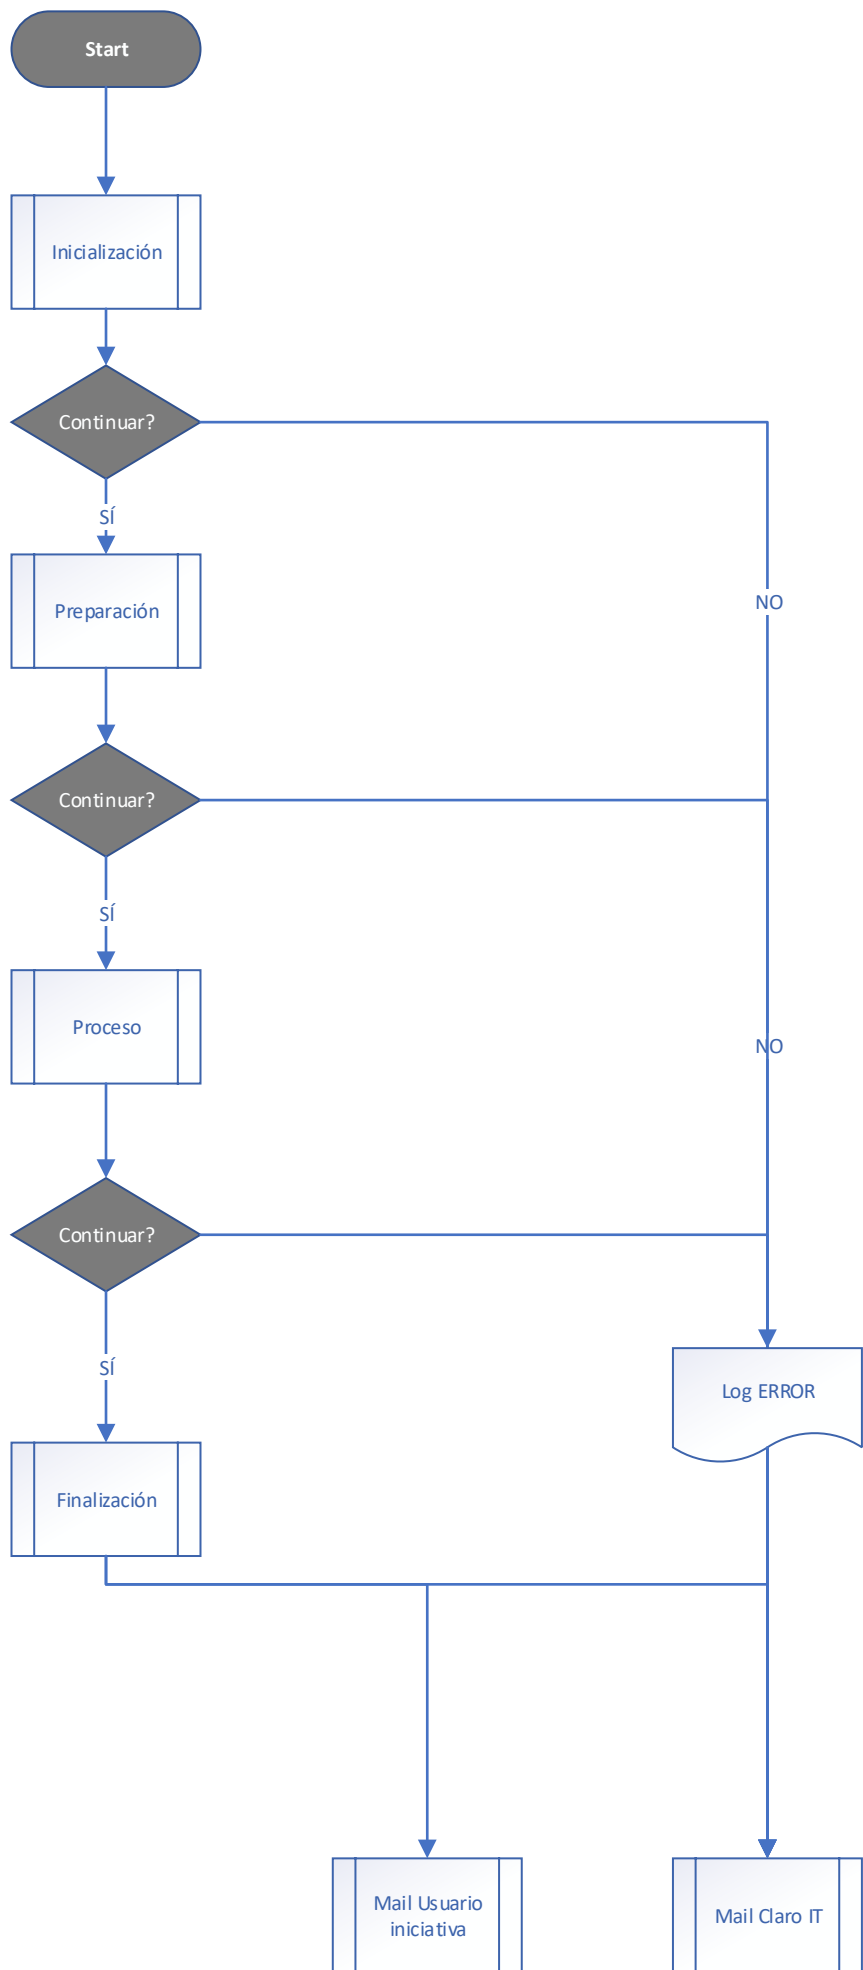 Start
Inicialización
Continuar?
SÍ
NO
Preparación
Continuar?
SÍ
Proceso
NO
Continuar?
SÍ
Log ERROR
Finalización
Mail Usuario
iniciativa
Mail Claro IT